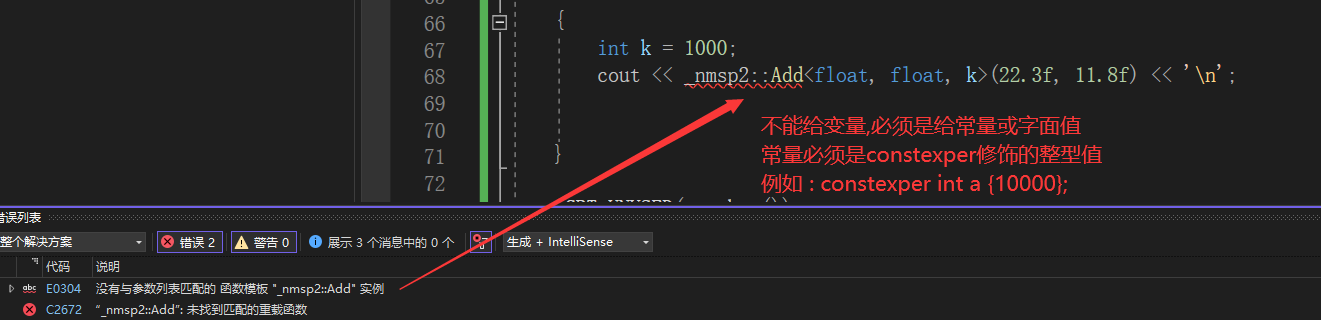 66 {
67 int k = 1000;
68 cout << _nmsp2::Add<float, float, k>(22.3f, 11.8f) << '\n';
69
不能给变量,必须是给常量或字面值
70
71 }
常量必须是constexper修饰的整型值
72
例如 : constexper int a {10000};
错误列表
整个解决方案 错误 2 警告 0 展示 3 个消息中的 0 个 生成 + IntelliSense
代码 说明
abc E0304 没有与参数列表匹配的 函数模板 "_nmsp2::Add" 实例
C2672 “_nmsp2::Add”: 未找到匹配的重载函数